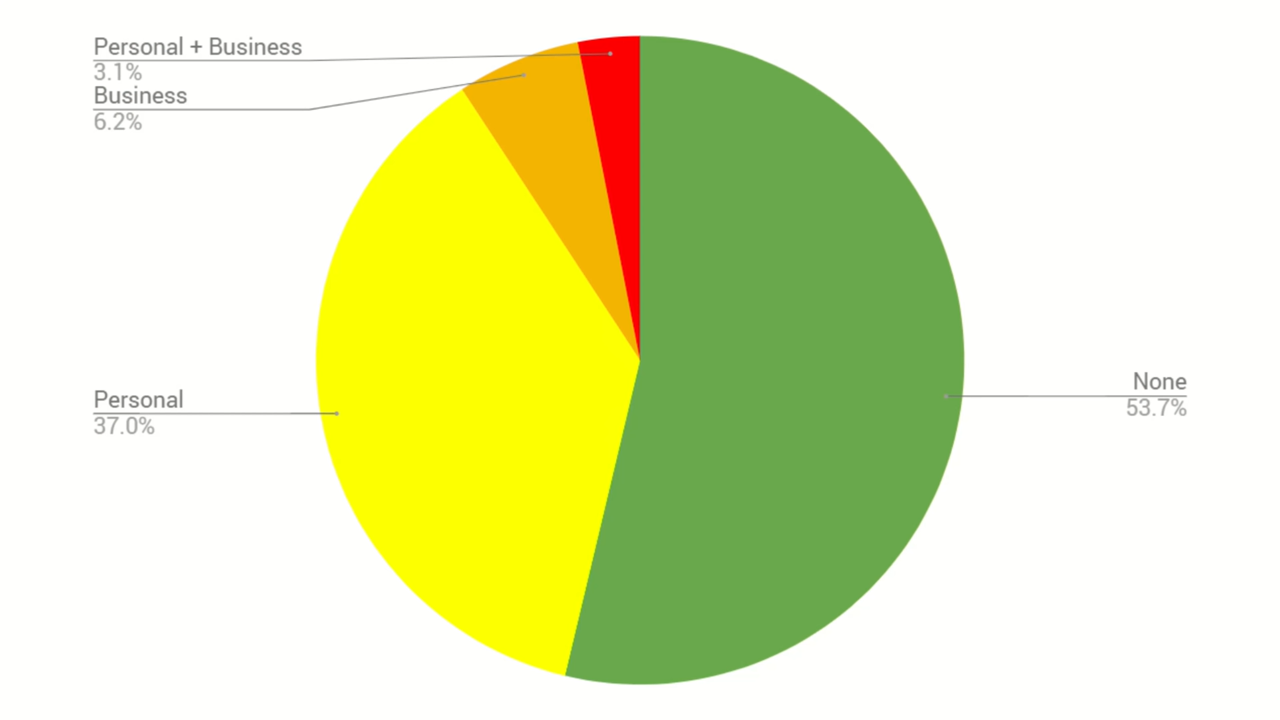 Personal + Business
3.1%
Business
6.2%
Personal
37.0%
None
53.7%